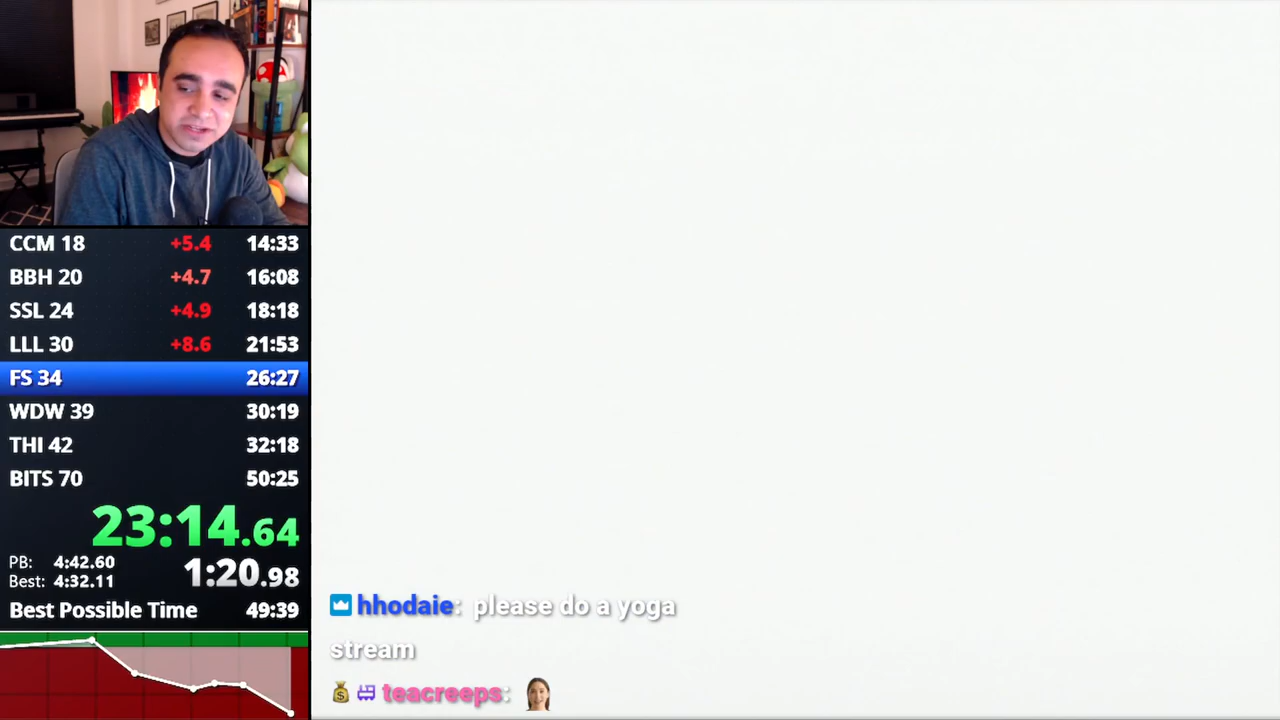 CCM 18 +5.4 14:33
BBH 20 +4.7 16:08
SSL 24 +4.9 18:18
LLL 30 +8.6 21:53
FS 34 26:27
WDW 39 30:19
THI 42 32:18
BITS 70 50:25
23:14.64
PB: 4:42.60
Best: 4:32.11
1:20.98
Best Possible Time 49:39
hhodaie: please do a yoga
stream
teacreeps: